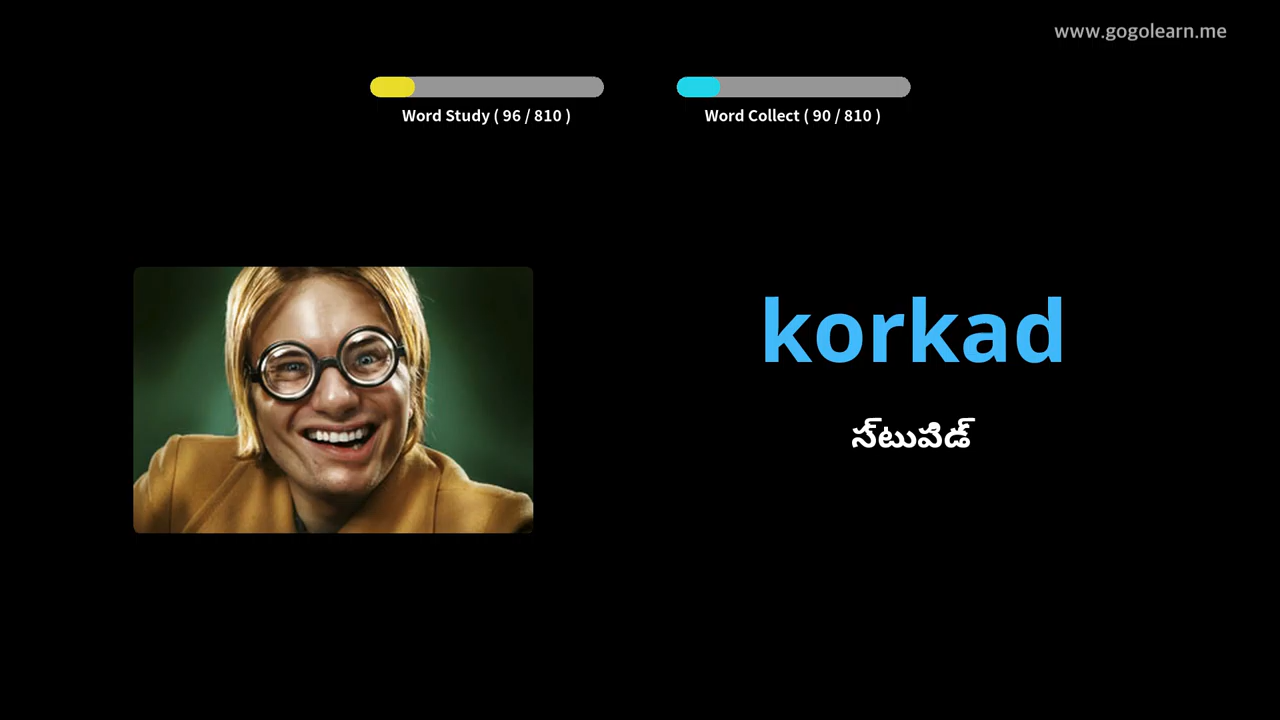 www.gogolearn.me
Word Study ( 96 / 810 )
Word Collect ( 90 / 810 )
korkad
స్టుపిడ్